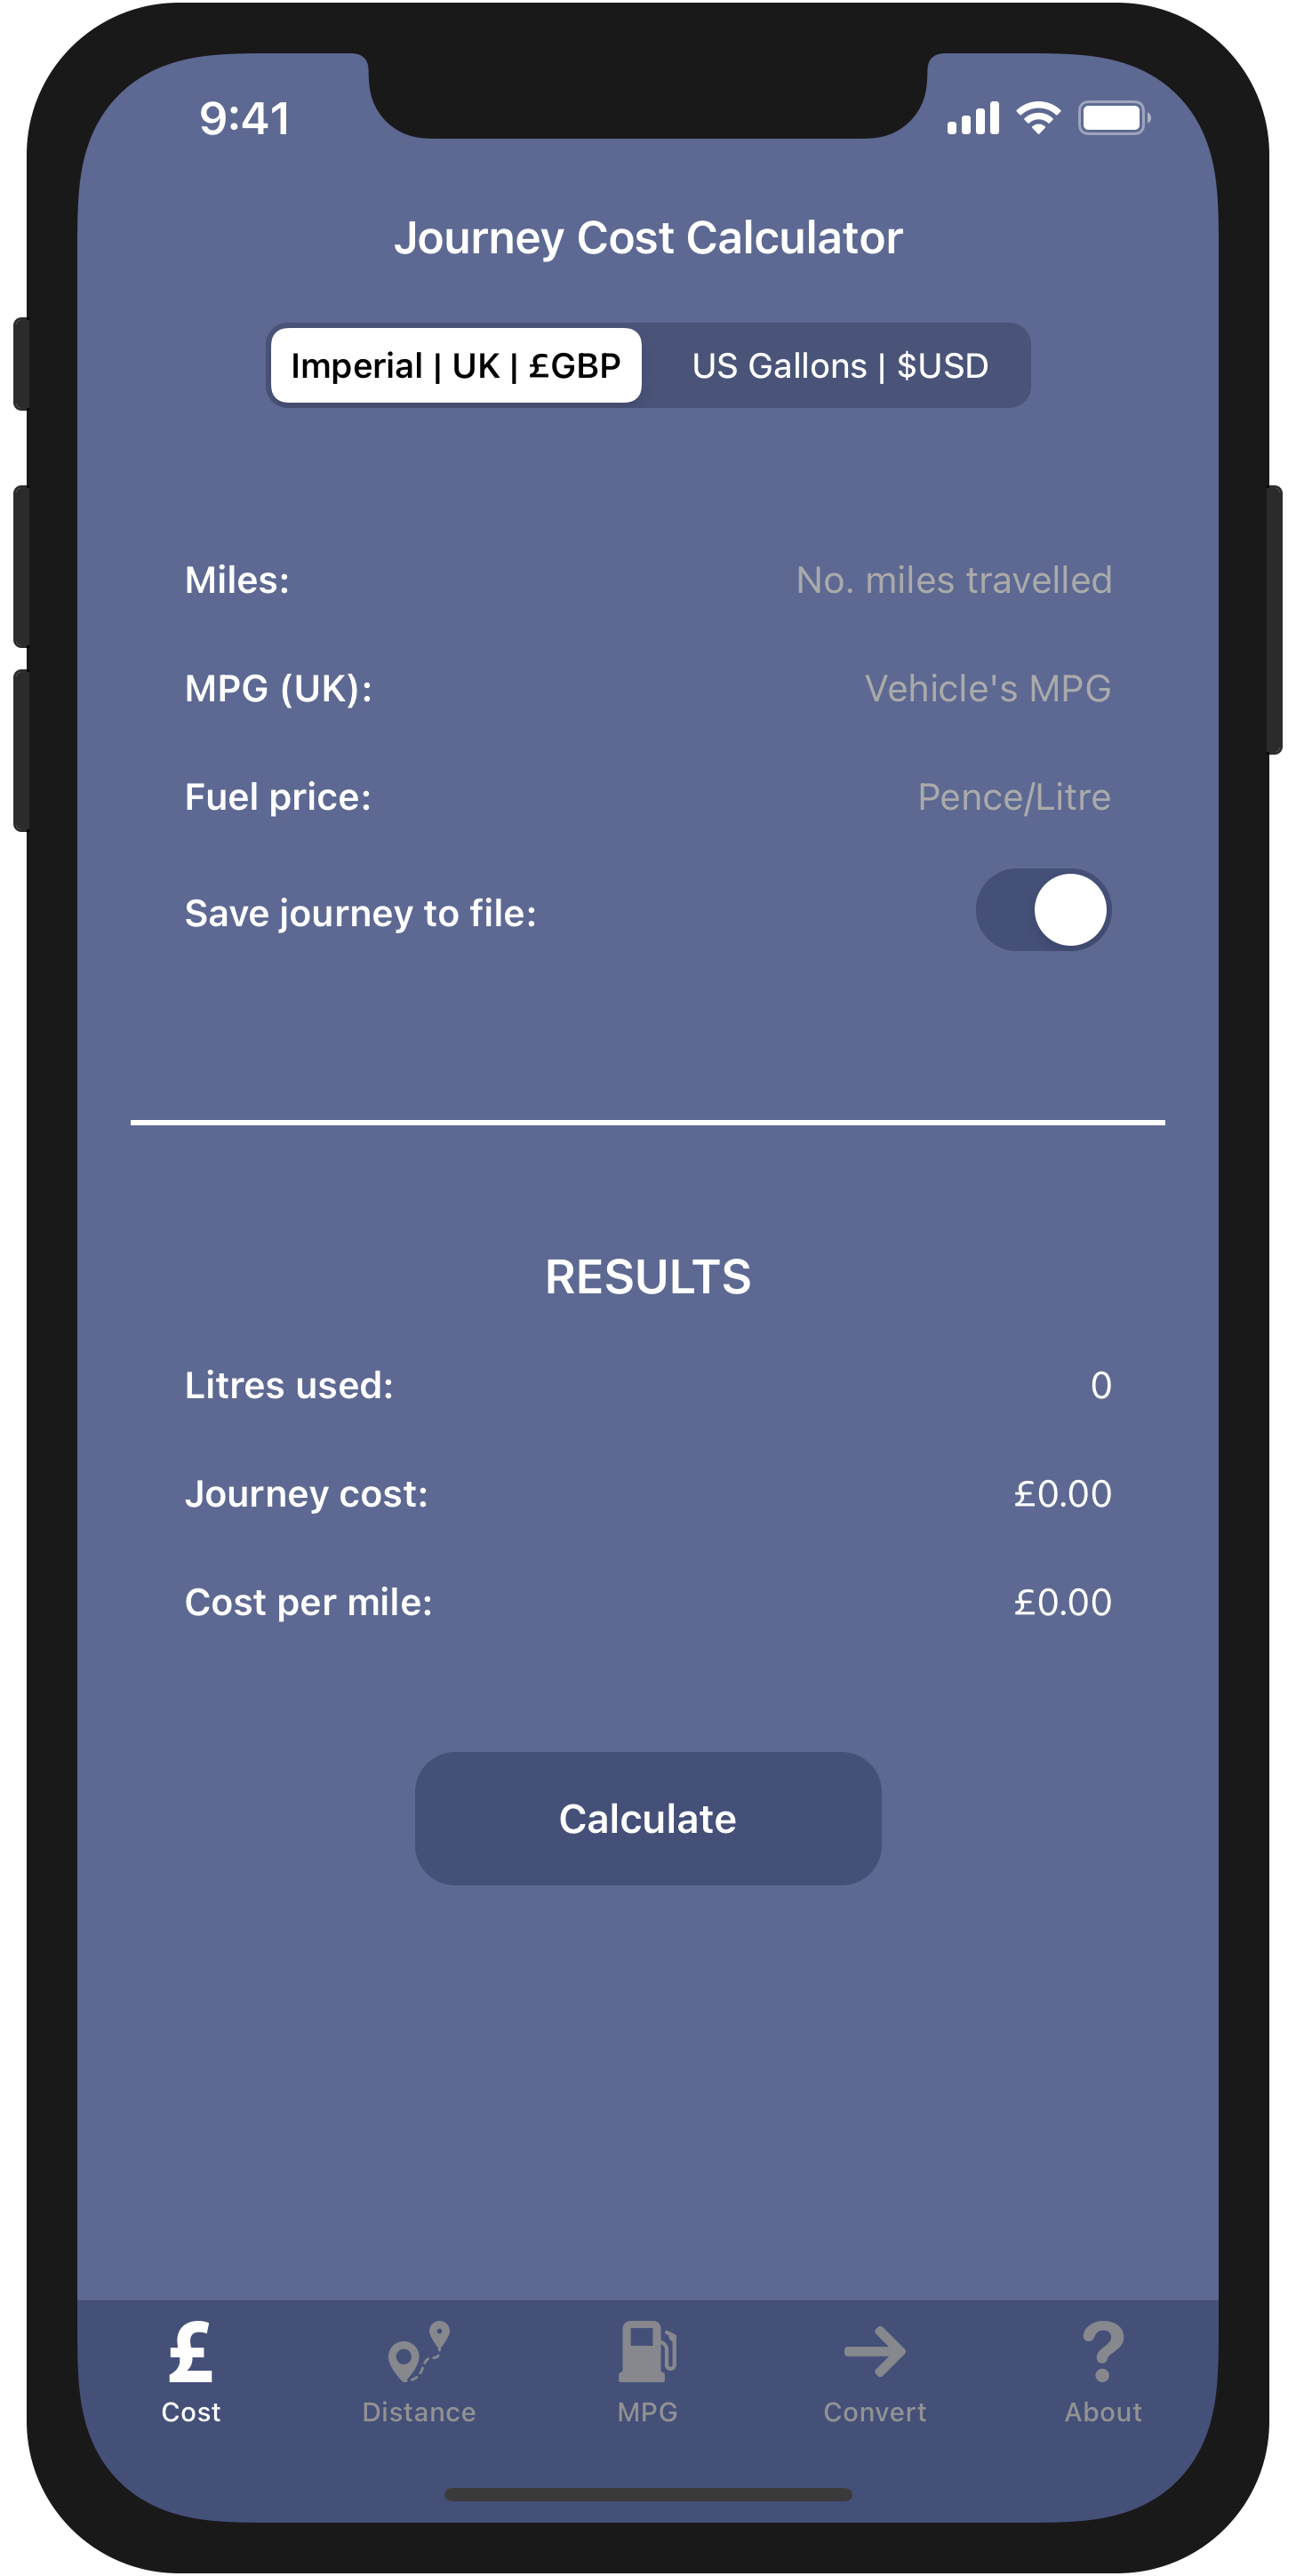 9:41
Journey Cost Calculator
Imperial | UK | £GBP US Gallons | $USD
Miles: No. miles travelled
MPG (UK): Vehicle's MPG
Fuel price: Pence/Litre
Save journey to file:
RESULTS
Litres used: 0
Journey cost: £0.00
Cost per mile: £0.00
Calculate
£ ?
Cost Distance MPG Convert About